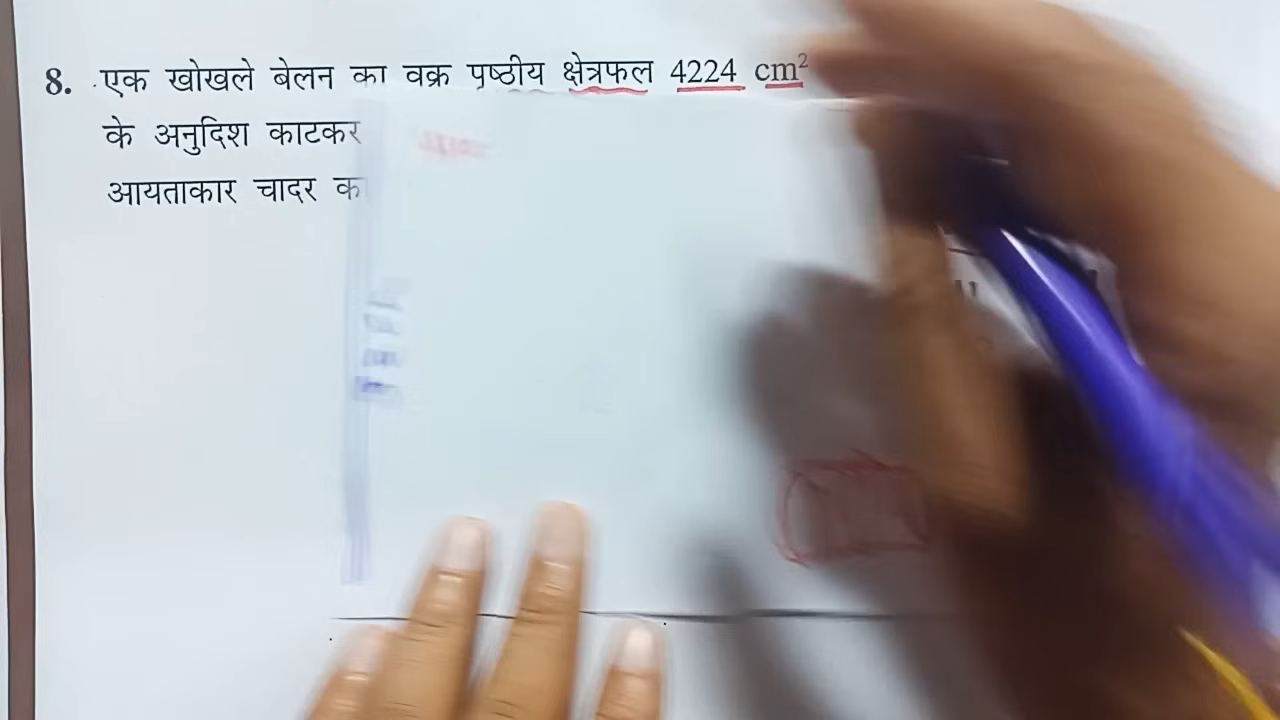 8. एक खोखले बेलन का वक्र पृष्ठीय क्षेत्रफल 4224 cm²
के अनुदिश काटकर
आयताकार चादर का